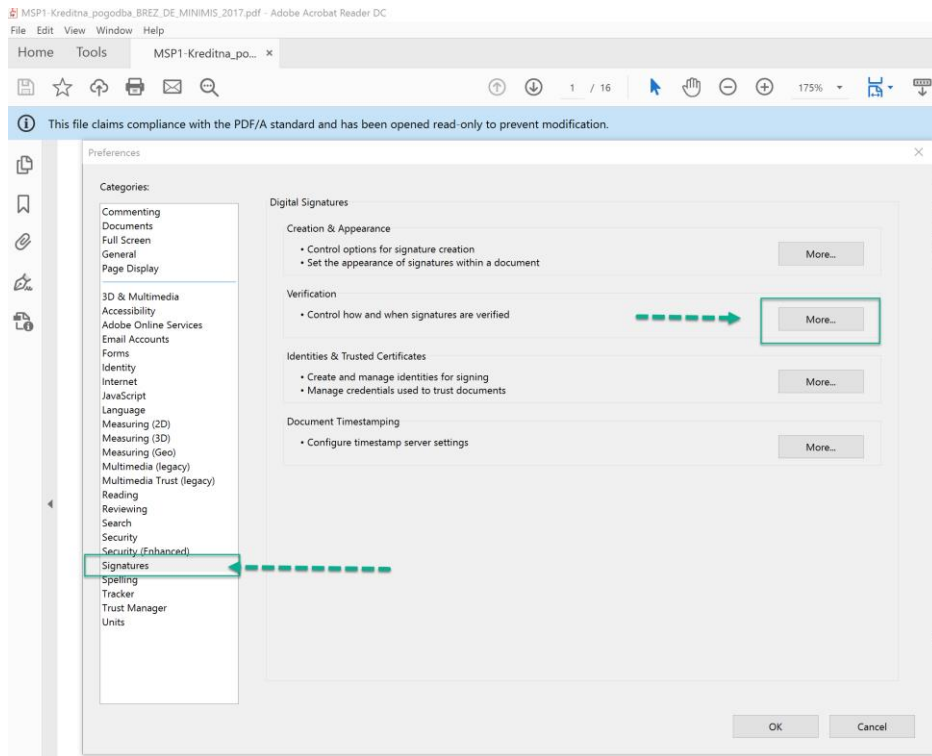 MSP1-Kreditna_pogodba_BREZ_DE_MINIMIS_2017.pdf - Adobe Acrobat Reader DC
File Edit View Window Help
Home Tools MSP1-Kreditna_po... ×
1 / 16 175%
This file claims compliance with the PDF/A standard and has been opened read-only to prevent modification.
Preferences
Categories:
Commenting
Documents
Full Screen
General
Page Display
3D & Multimedia
Accessibility
Adobe Online Services
Email Accounts
Forms
Identity
Internet
JavaScript
Language
Measuring (2D)
Measuring (3D)
Measuring (Geo)
Multimedia (legacy)
Multimedia Trust (legacy)
Reading
Reviewing
Search
Security
Security (Enhanced)
Signatures
Spelling
Tracker
Trust Manager
Units
Digital Signatures
Creation & Appearance
• Control options for signature creation
• Set the appearance of signatures within a document
More...
Verification
• Control how and when signatures are verified
More...
Identities & Trusted Certificates
• Create and manage identities for signing
• Manage credentials used to trust documents
More...
Document Timestamping
• Configure timestamp server settings
More...
OK Cancel